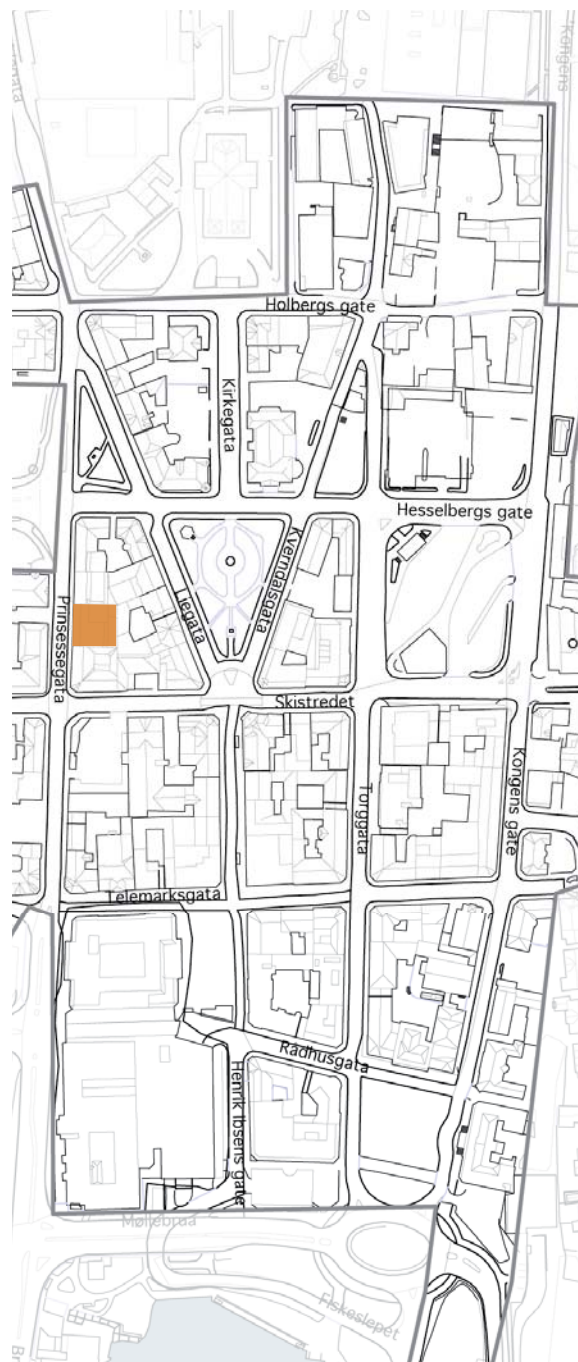 Kongens
Holbergs gate
Kirkegata
Hesselbergs gate
Kverndalsgata
Liegata
Prinsessegata
Skistredet
Torggata
Kongens gate
Telemarksgata
Rådhusgata
Henrik Ibsens gate
Møllebrua
Fiskeslepet